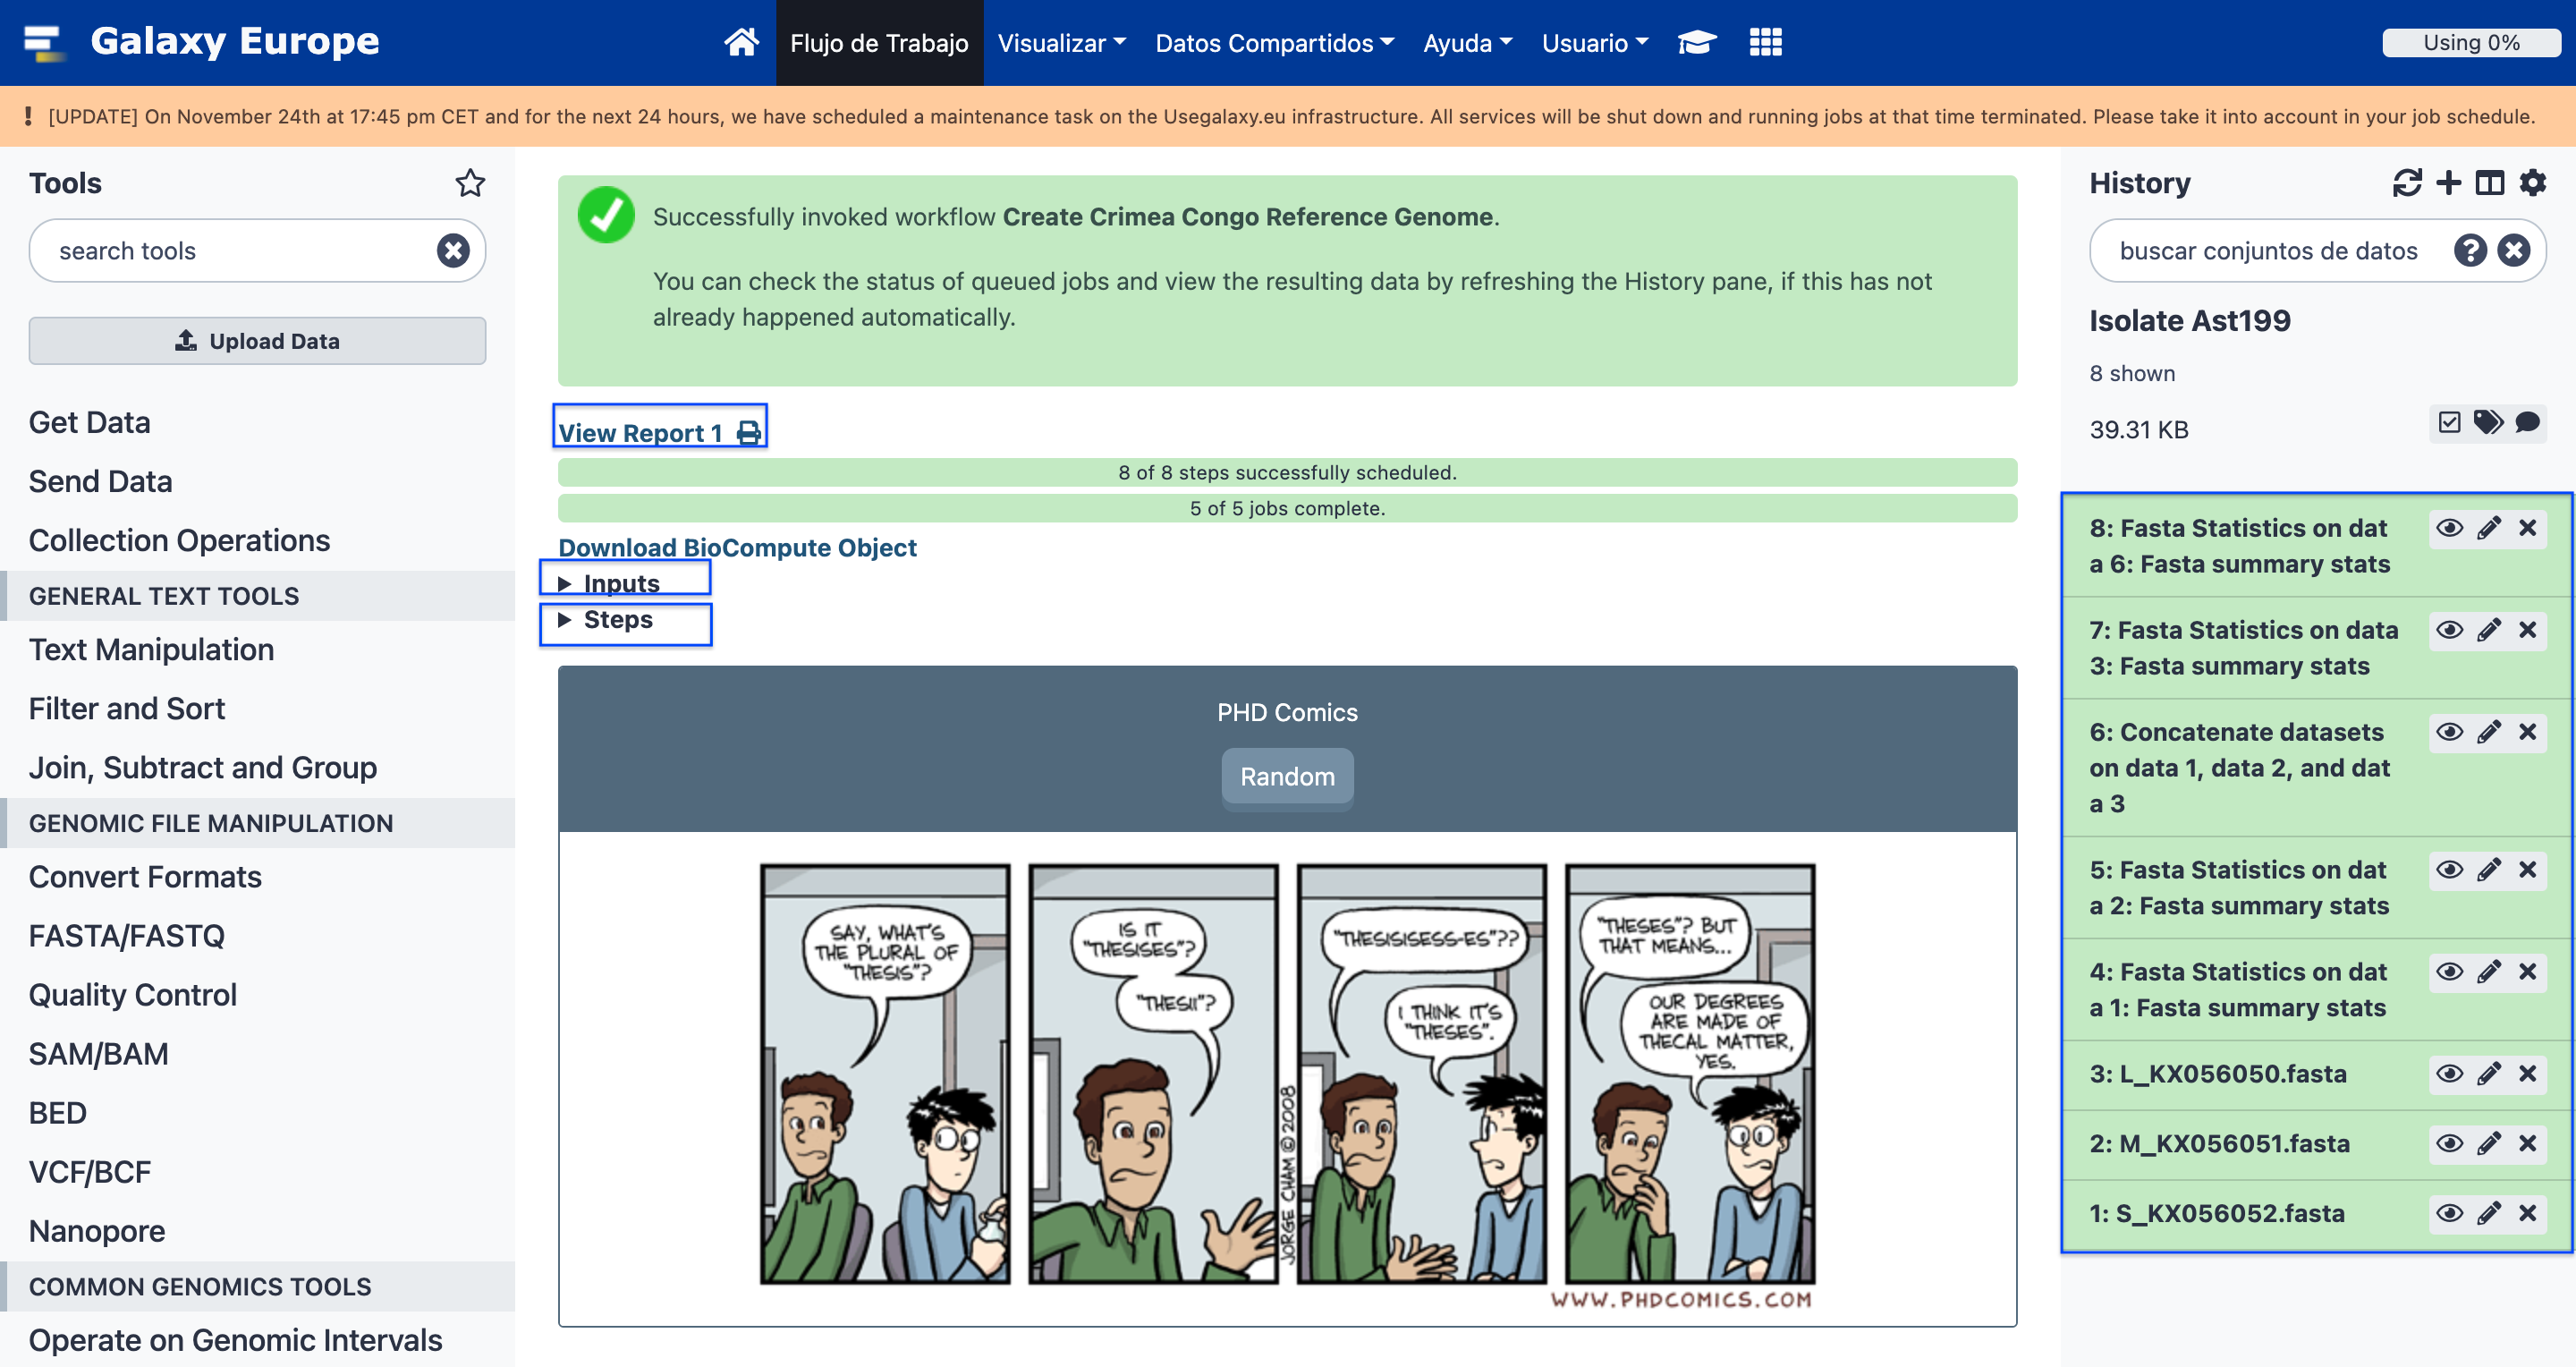 Galaxy Europe
Flujo de Trabajo
Visualizar
Datos Compartidos
Ayuda
Usuario
Using 0%
[UPDATE] On November 24th at 17:45 pm CET and for the next 24 hours, we have scheduled a maintenance task on the Usegalaxy.eu infrastructure. All services will be shut down and running jobs at that time terminated. Please take it into account in your job schedule.
Tools
search tools
Upload Data
Get Data
Send Data
Collection Operations
GENERAL TEXT TOOLS
Text Manipulation
Filter and Sort
Join, Subtract and Group
GENOMIC FILE MANIPULATION
Convert Formats
FASTA/FASTQ
Quality Control
SAM/BAM
BED
VCF/BCF
Nanopore
COMMON GENOMICS TOOLS
Operate on Genomic Intervals
Successfully invoked workflow Create Crimea Congo Reference Genome.
You can check the status of queued jobs and view the resulting data by refreshing the History pane, if this has not
already happened automatically.
View Report 1
8 of 8 steps successfully scheduled.
5 of 5 jobs complete.
Download BioCompute Object
Inputs
Steps
PHD Comics
Random
SAY, WHAT'S
THE PLURAL OF
"THESIS"?
IS IT
"THESISES"?
"THESII"?
JORGE CHAM © 2008
"THESISISESS-ES"??
I THINK IT'S
"THESES".
"THESES"? BUT
THAT MEANS...
OUR DEGREES
ARE MADE OF
THECAL MATTER,
YES.
WWW.PHDCOMICS.COM
History
buscar conjuntos de datos
Isolate Ast199
8 shown
39.31 KB
8: Fasta Statistics on dat
a 6: Fasta summary stats
7: Fasta Statistics on data
3: Fasta summary stats
6: Concatenate datasets
on data 1, data 2, and dat
a 3
5: Fasta Statistics on dat
a 2: Fasta summary stats
4: Fasta Statistics on dat
a 1: Fasta summary stats
3: L_KX056050.fasta
2: M_KX056051.fasta
1: S_KX056052.fasta